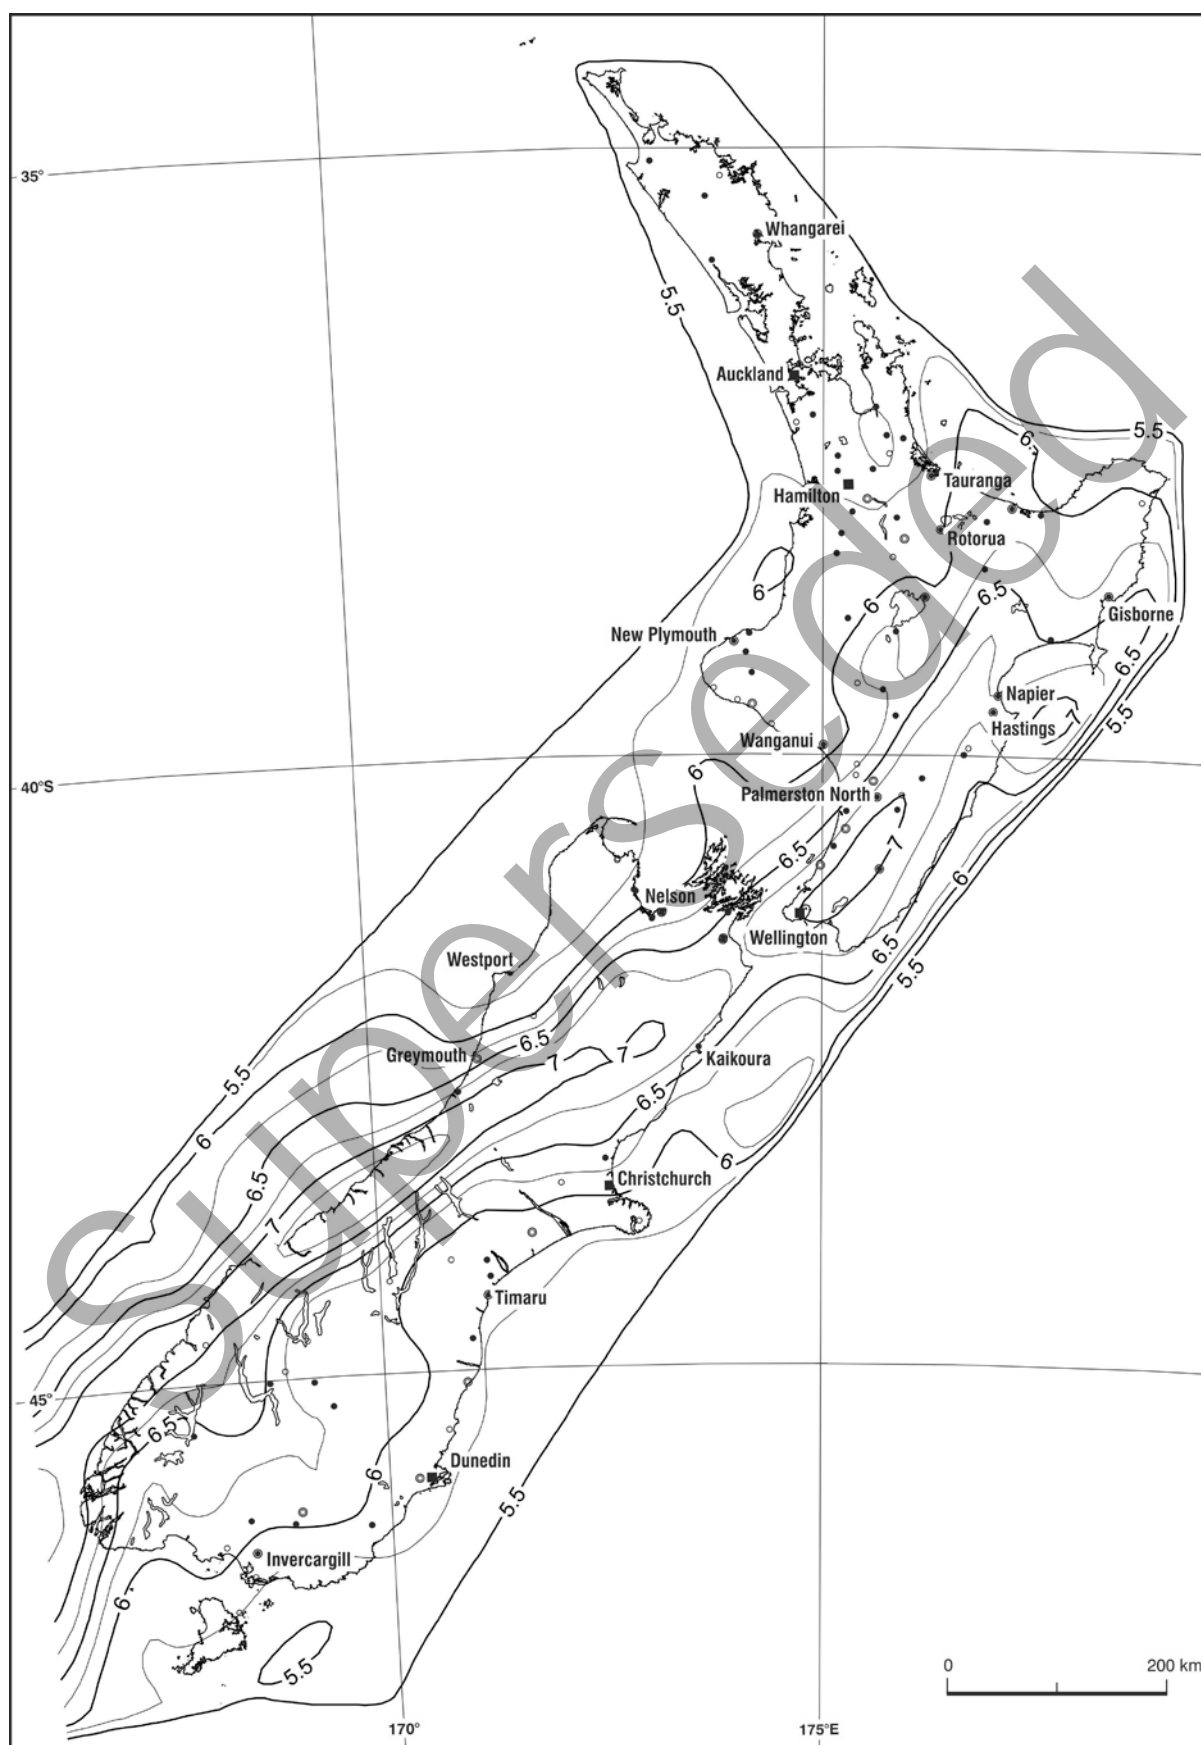 35°
Whangarei
5.5
Auckland
6
5.5
Tauranga
Hamilton
Rotorua
6
6
6.5
Gisborne
New Plymouth
6.5
Napier
7
Hastings
5.5
Wanganui
6
40°S
Palmerston North
7
6.5
6
Nelson
Wellington
6.5
Westport
5.5
6.5
7
7
Greymouth
Kaikoura
5.5
6.5
6
6
Christchurch
6.5
7
Timaru
45°
6.5
Dunedin
6
5.5
Invercargill
6
5.5
0
200 km
170°
175°E
Superseded